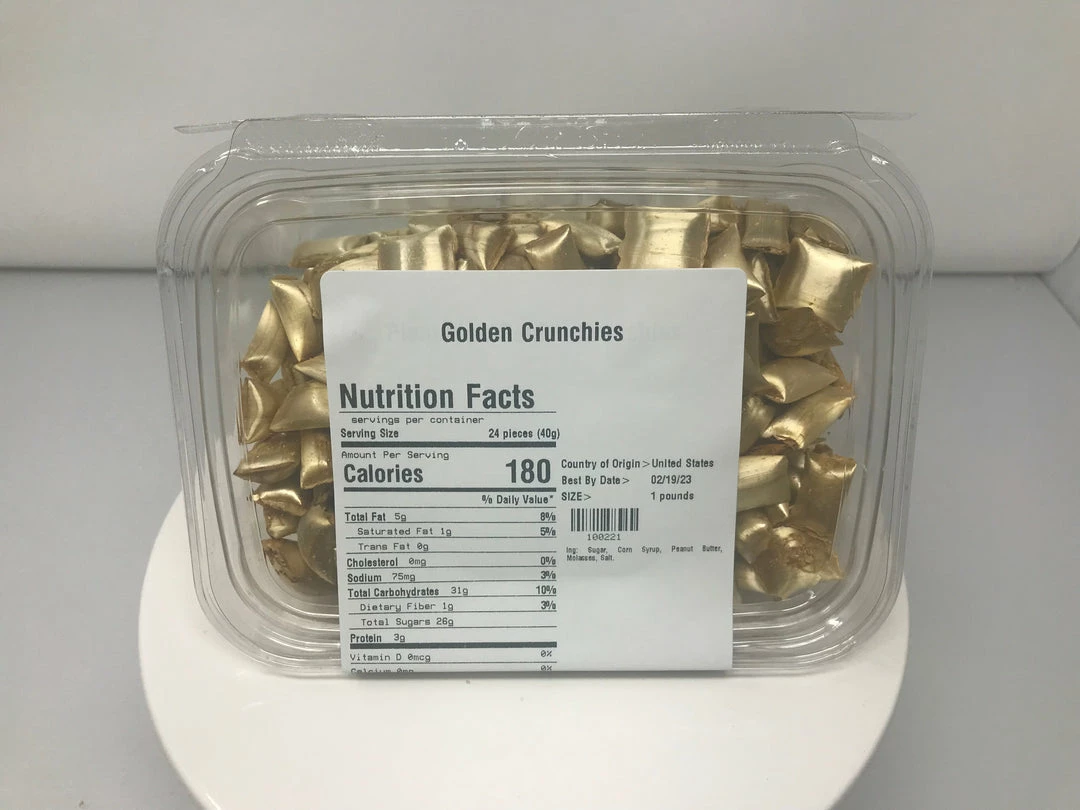 Golden Crunchies
Nutrition Facts
servings per container
Serving Size 24 pieces (40g)
Amount Per Serving
Calories 180
% Daily Value*
Total Fat 5g 8%
Saturated Fat 1g 5%
Trans Fat 0g
Cholesterol 0mg 0%
Sodium 75mg 3%
Total Carbohydrates 31g 10%
Dietary Fiber 1g 3%
Total Sugars 26g
Protein 3g
Vitamin D 0mcg 0%
Calcium 0mg 0%
Country of Origin> United States
Best By Date> 02/19/23
SIZE> 1 pounds
100221
Ing: Sugar, Corn Syrup, Peanut Butter,
Molasses, Salt.